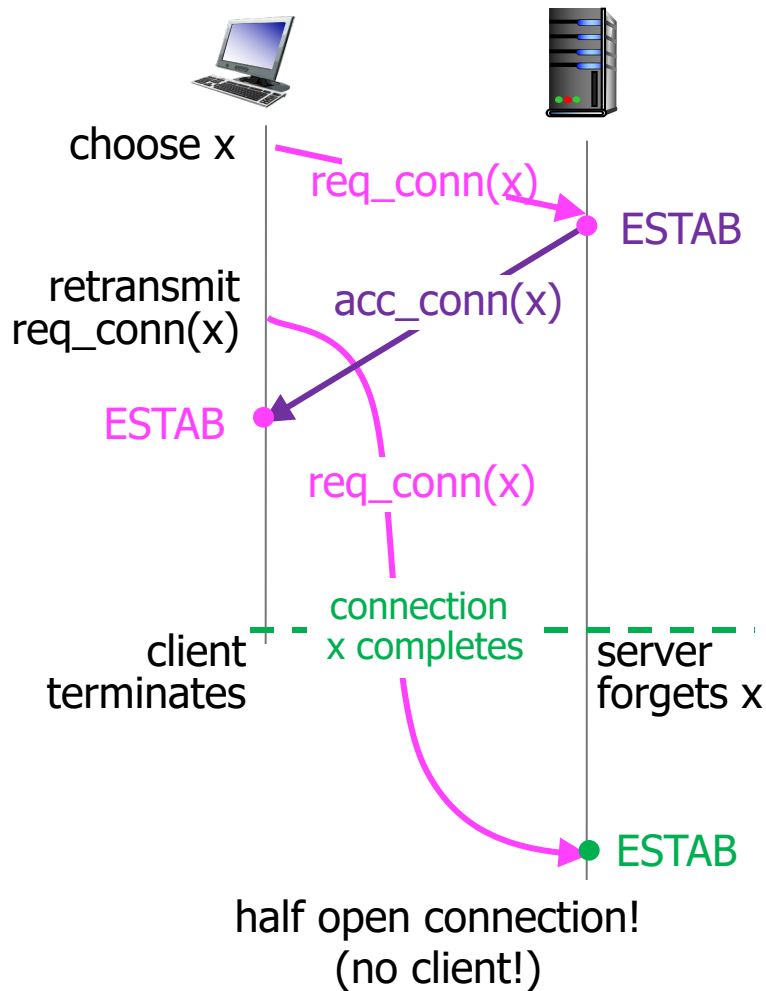 choose x
req_conn(x)
ESTAB
retransmit
req_conn(x)
acc_conn(x)
ESTAB
req_conn(x)
connection
x completes
client
terminates
server
forgets x
ESTAB
half open connection!
(no client!)